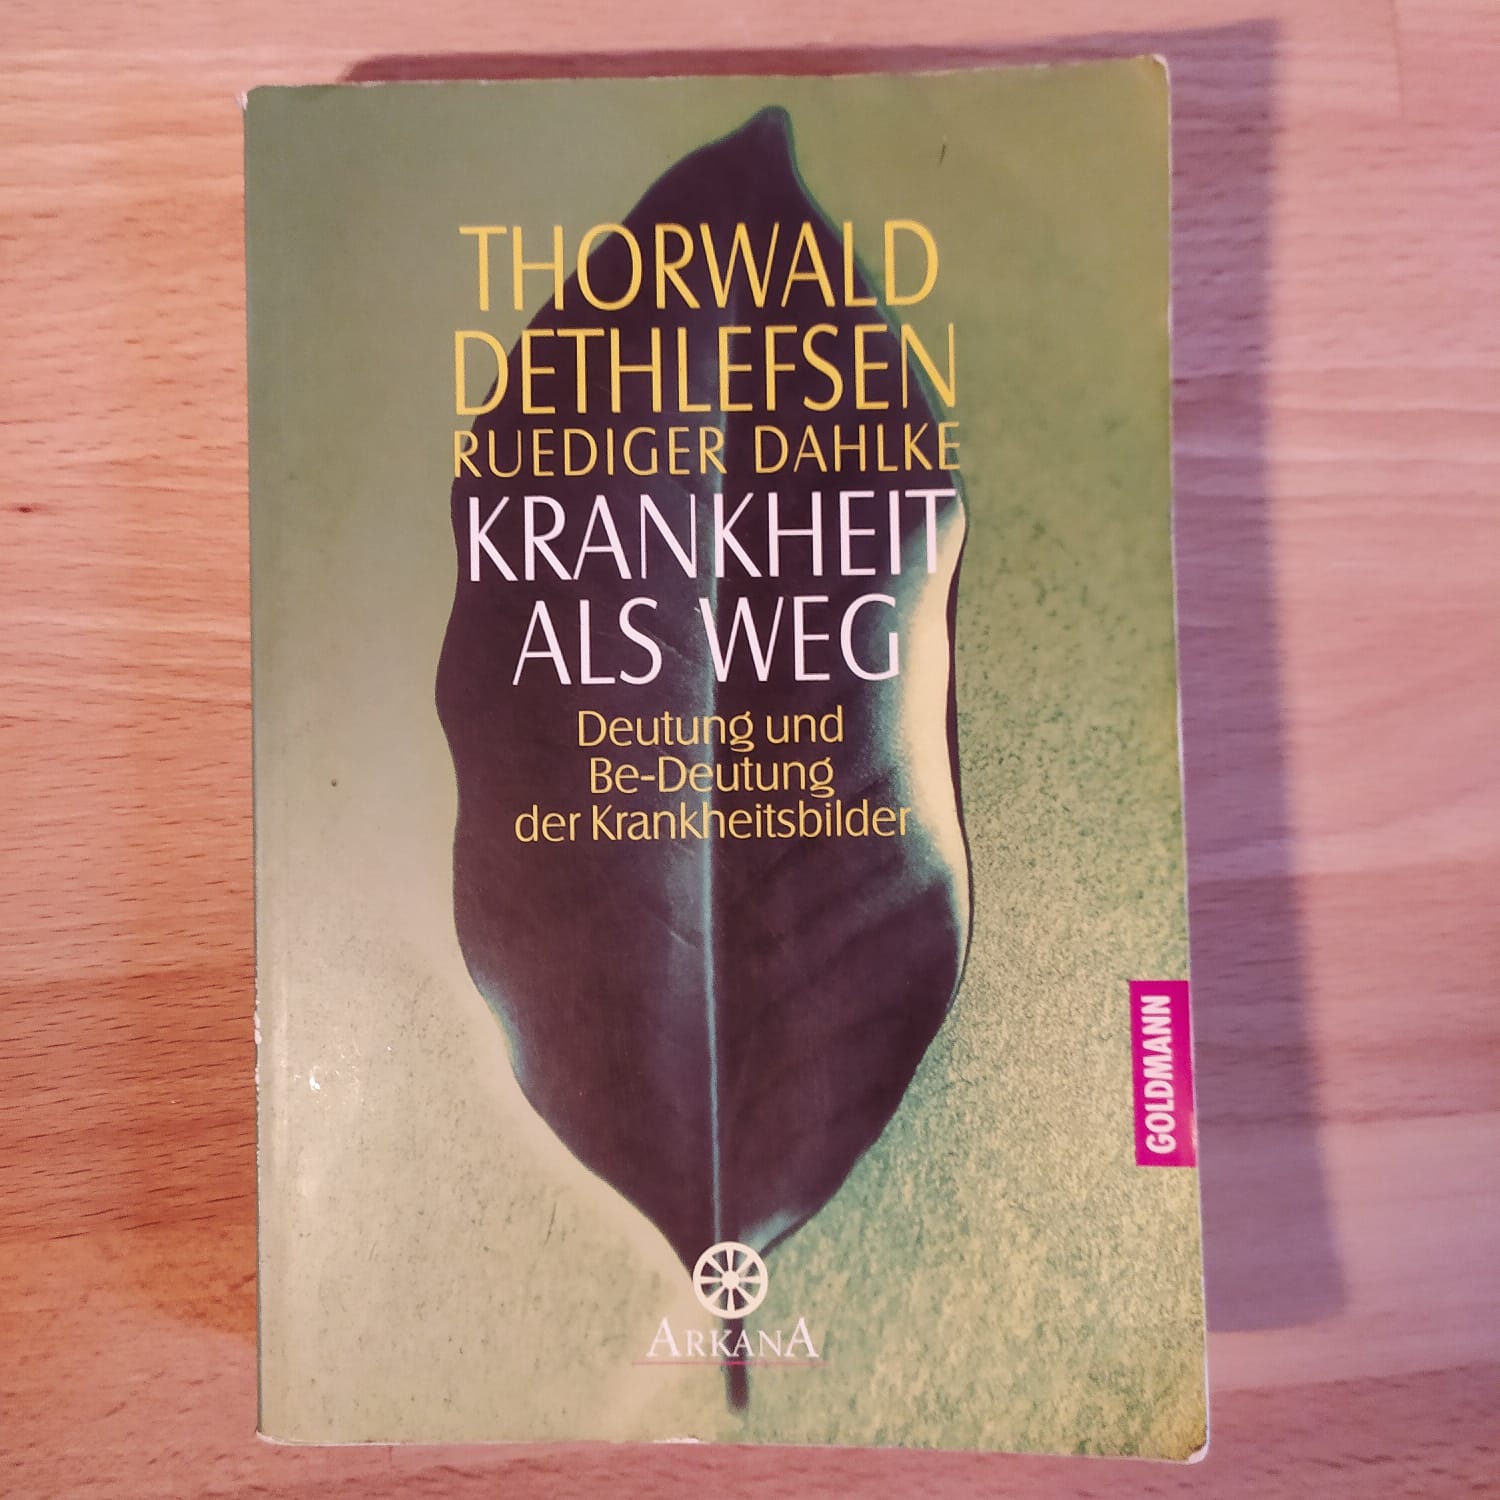 THORWALD
DETHLEFSEN
RUEDIGER DAHLKE
KRANKHEIT
ALS WEG
Deutung und
Be-Deutung
der Krankheitsbilder
GOLDMANN
ARKANA